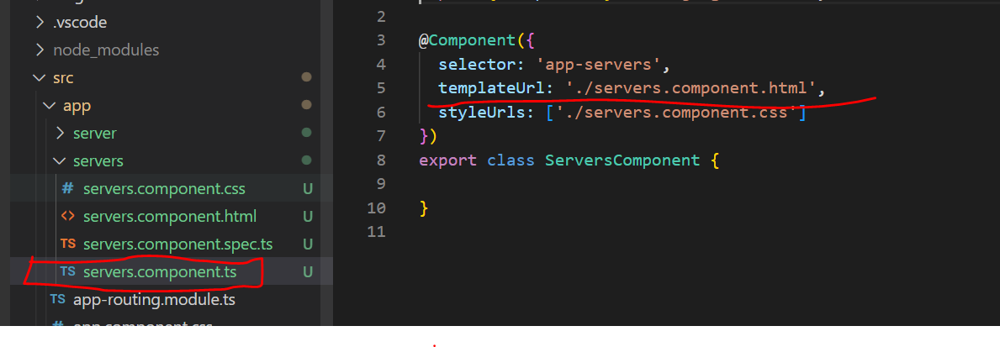 .vscode
node_modules
src
app
server
servers
# servers.component.css U
<> servers.component.html U
TS servers.component.spec.ts U
TS servers.component.ts U
TS app-routing.module.ts
2
3 @Component({
4 selector: 'app-servers',
5 templateUrl: './servers.component.html',
6 styleUrls: ['./servers.component.css']
7 })
8 export class ServersComponent {
9
10 }
11